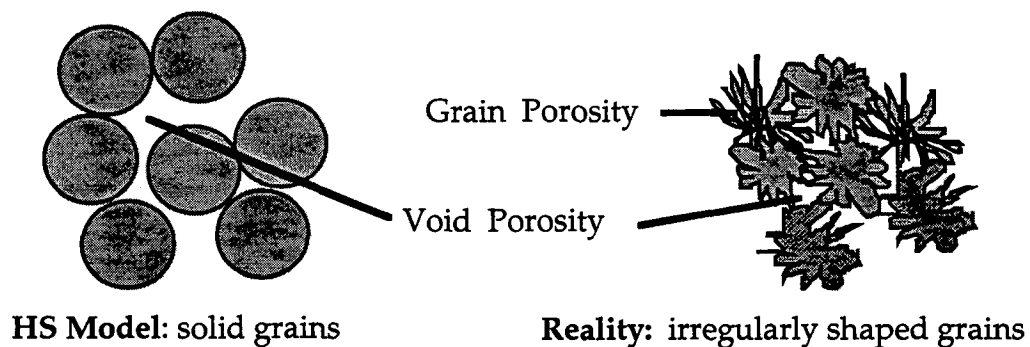 Grain Porosity
Void Porosity
HS Model: solid grains
Reality: irregularly shaped grains